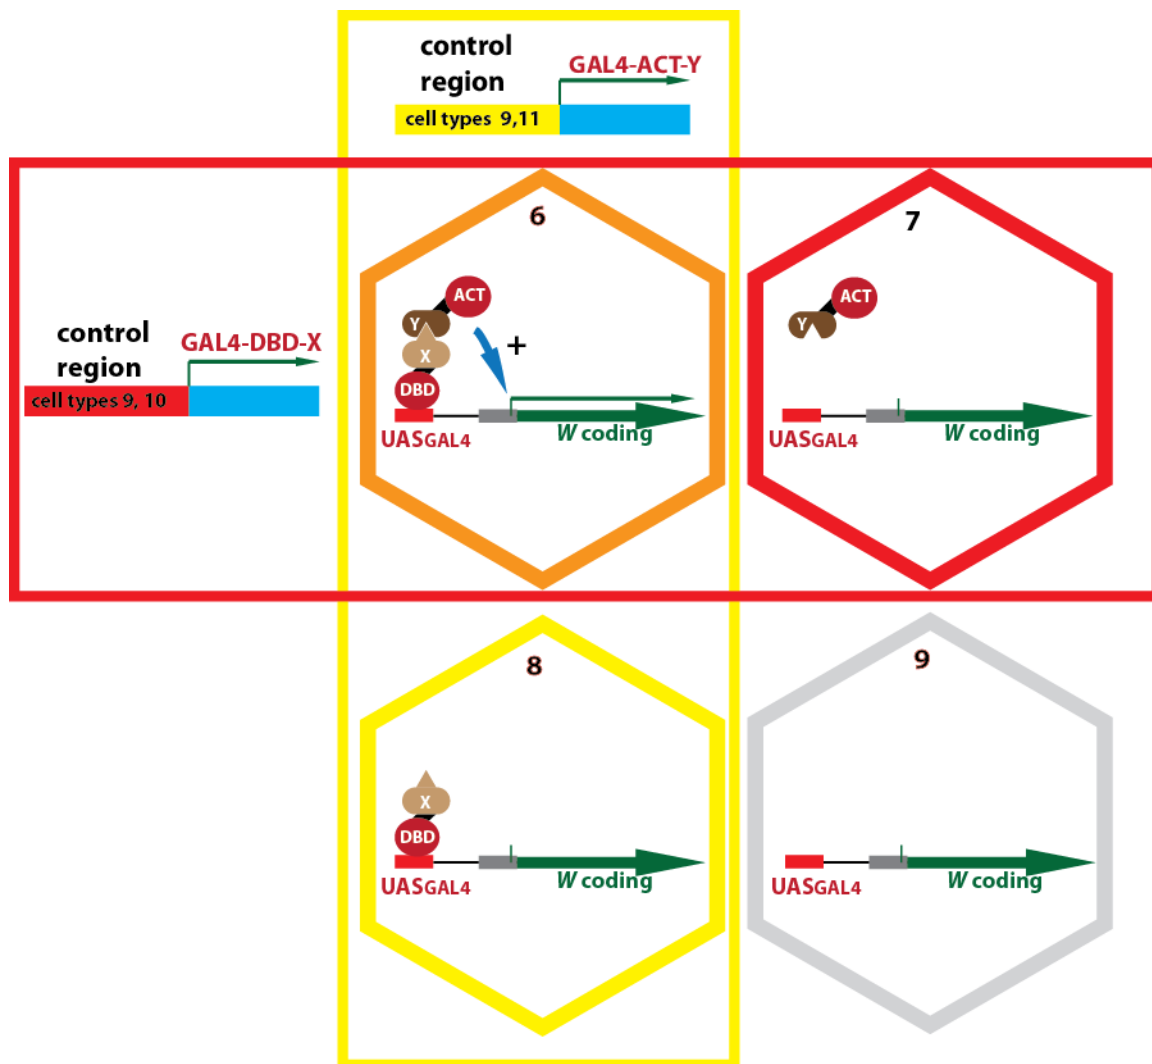 control
region
GAL4-ACT-Y
cell types 9,11
control
region
GAL4-DBD-X
cell types 9, 10
6
ACT
Y
X
+
DBD
UASGAL4
W coding
7
ACT
Y
UASGAL4
W coding
8
X
DBD
UASGAL4
W coding
9
UASGAL4
W coding